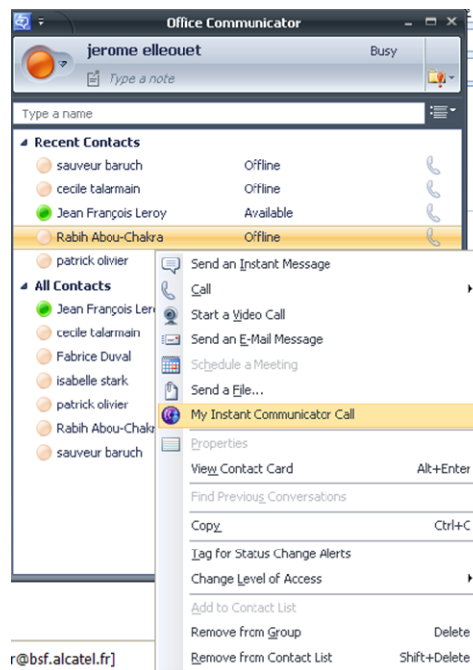 Office Communicator
jerome elleouet Busy
Type a note
Type a name
Recent Contacts
sauveur baruch Offline
cecile talarmain Offline
Jean François Leroy Available
Rabih Abou-Chakra Offline
patrick olivier
All Contacts
Jean François Ler
cecile talarmain
Fabrice Duval
isabelle stark
patrick olivier
Rabih Abou-Chakr
sauveur baruch
Send an Instant Message
Call
Start a Video Call
Send an E-Mail Message
Schedule a Meeting
Send a File...
My Instant Communicator Call
Properties
View Contact Card Alt+Enter
Find Previous Conversations
Copy Ctrl+C
Tag for Status Change Alerts
Change Level of Access
Add to Contact List
Remove from Group Delete
Remove from Contact List Shift+Delete
r@bsf.alcatel.fr]